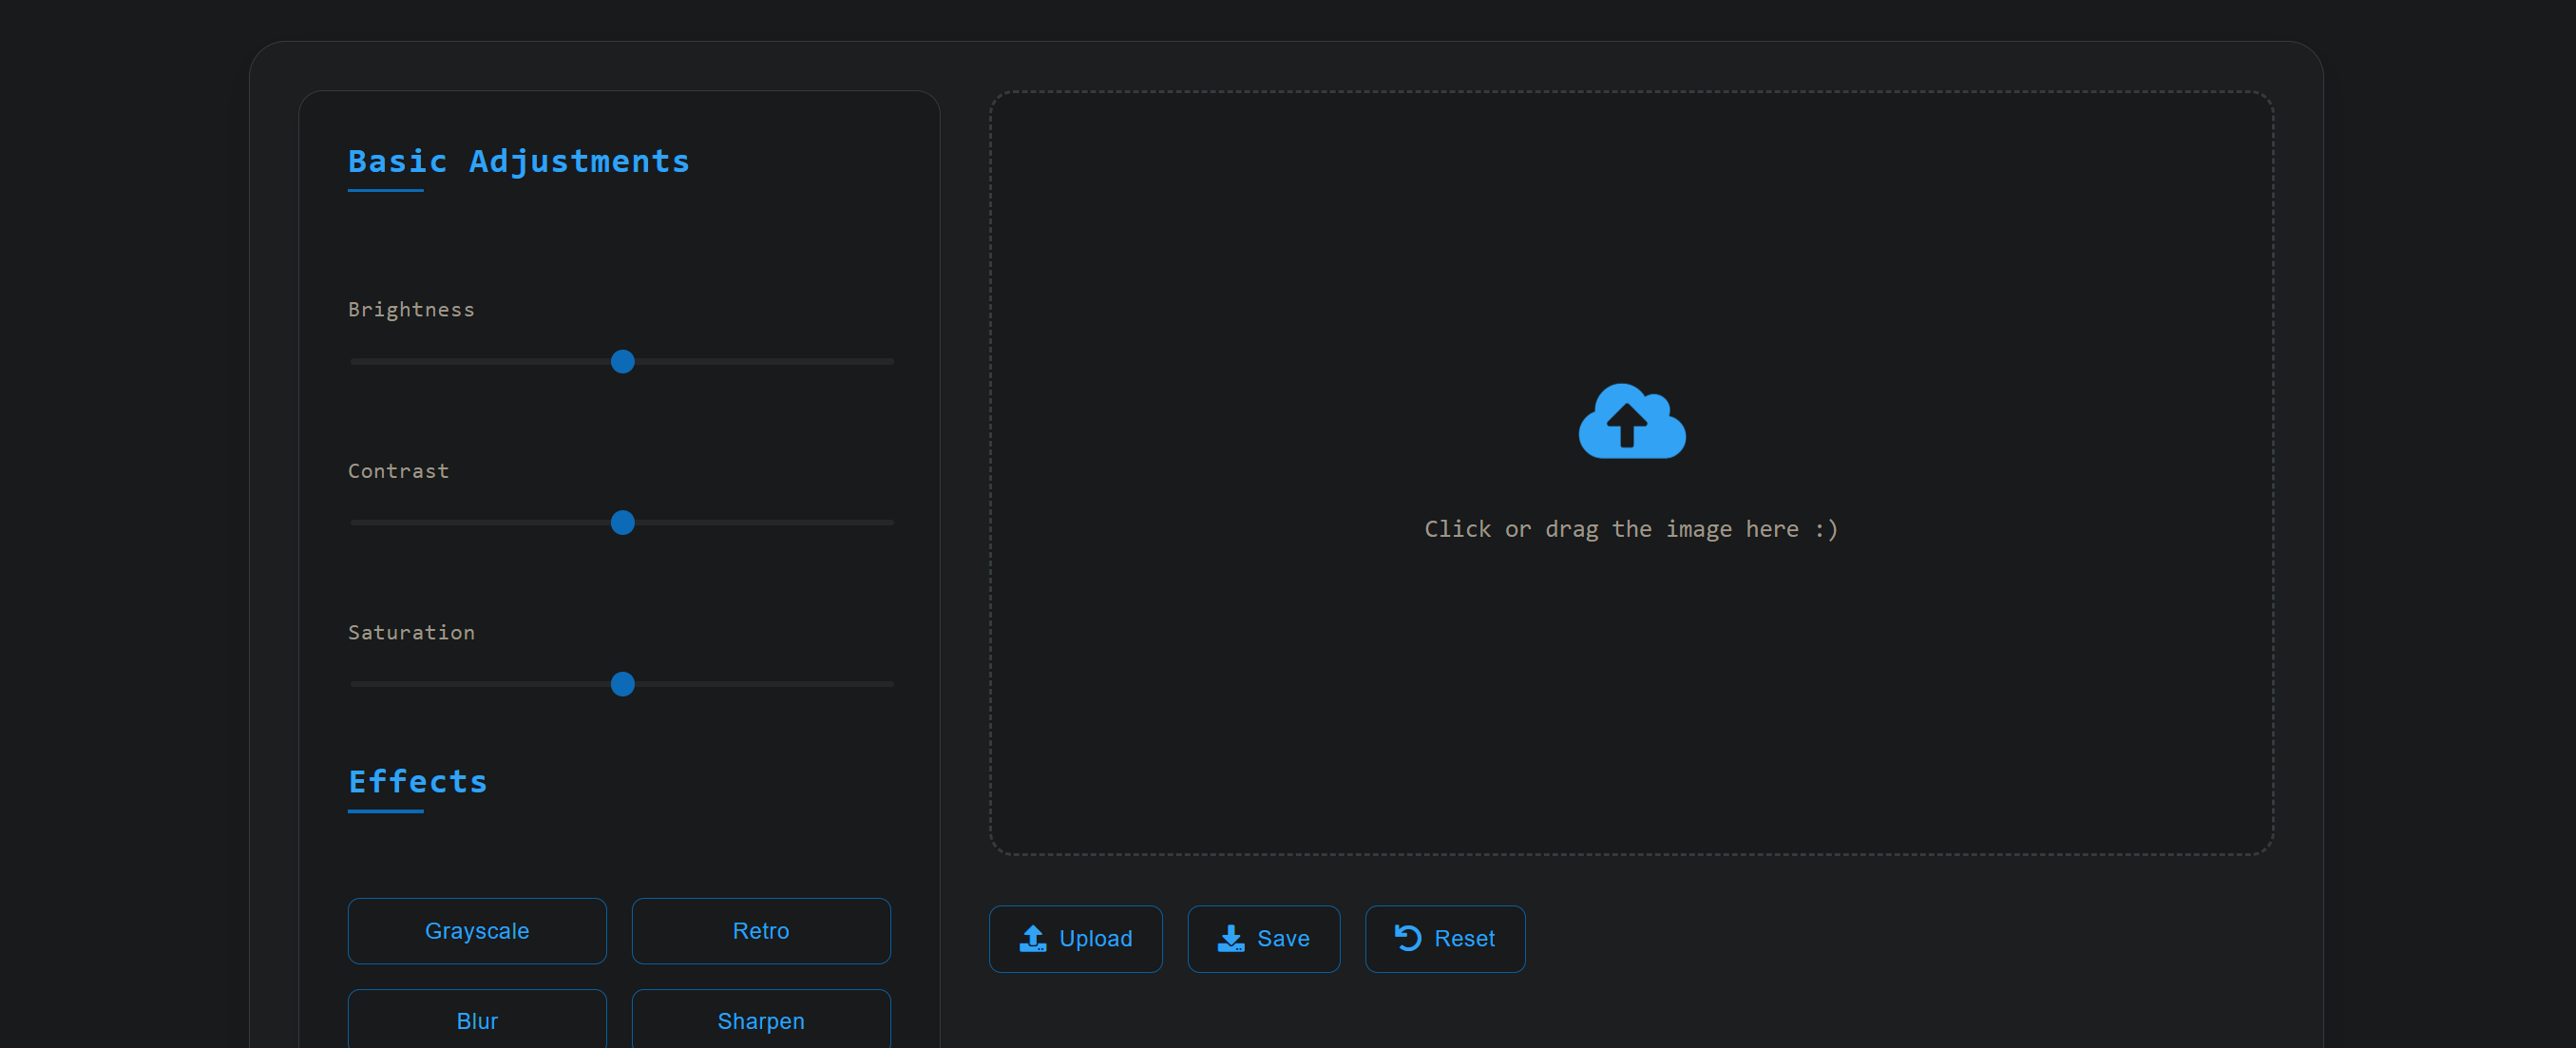 Basic Adjustments
Brightness
Contrast
Saturation
Effects
Grayscale
Retro
Blur
Sharpen
Click or drag the image here :)
Upload
Save
Reset